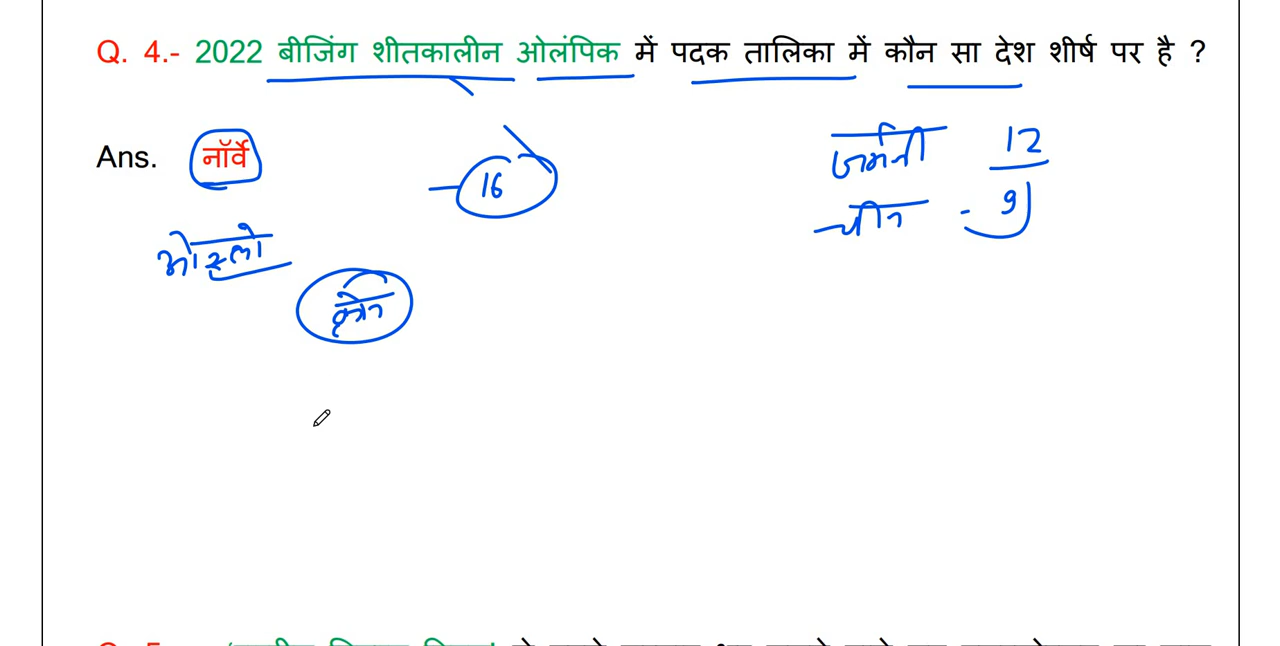 Q. 4.- 2022 बीजिंग शीतकालीन ओलंपिक में पदक तालिका में कौन सा देश शीर्ष पर है ?
Ans. नॉर्वे
16
जर्मनी 12
चीन - 9
ओस्लो
क्रोन